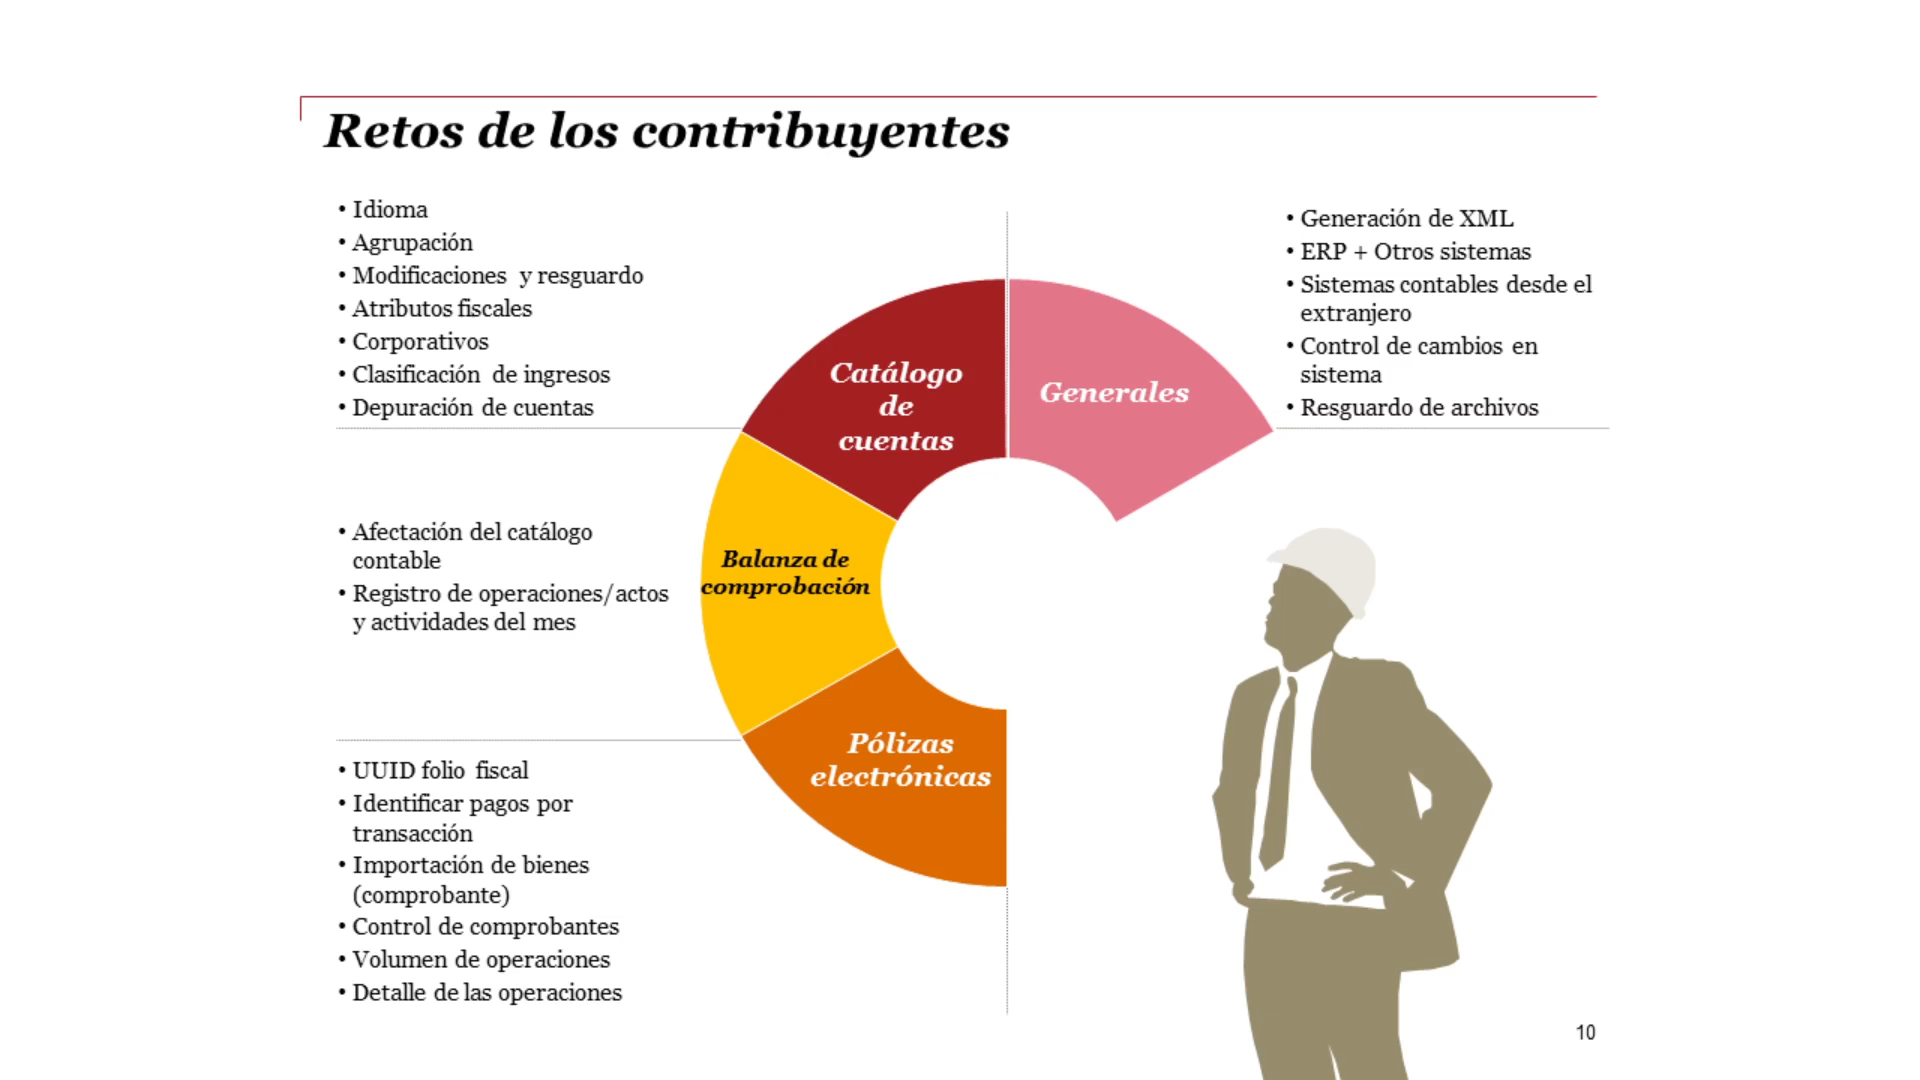 Retos de los contribuyentes
• Idioma
• Agrupación
• Modificaciones y resguardo
• Atributos fiscales
• Corporativos
• Clasificación de ingresos
• Depuración de cuentas
Catálogo
de
cuentas
Generales
• Generación de XML
• ERP + Otros sistemas
• Sistemas contables desde el
extranjero
• Control de cambios en
sistema
• Resguardo de archivos
• Afectación del catálogo
contable
• Registro de operaciones/actos
y actividades del mes
Balanza de
comprobación
Pólizas
electrónicas
• UUID folio fiscal
• Identificar pagos por
transacción
• Importación de bienes
(comprobante)
• Control de comprobantes
• Volumen de operaciones
• Detalle de las operaciones
10